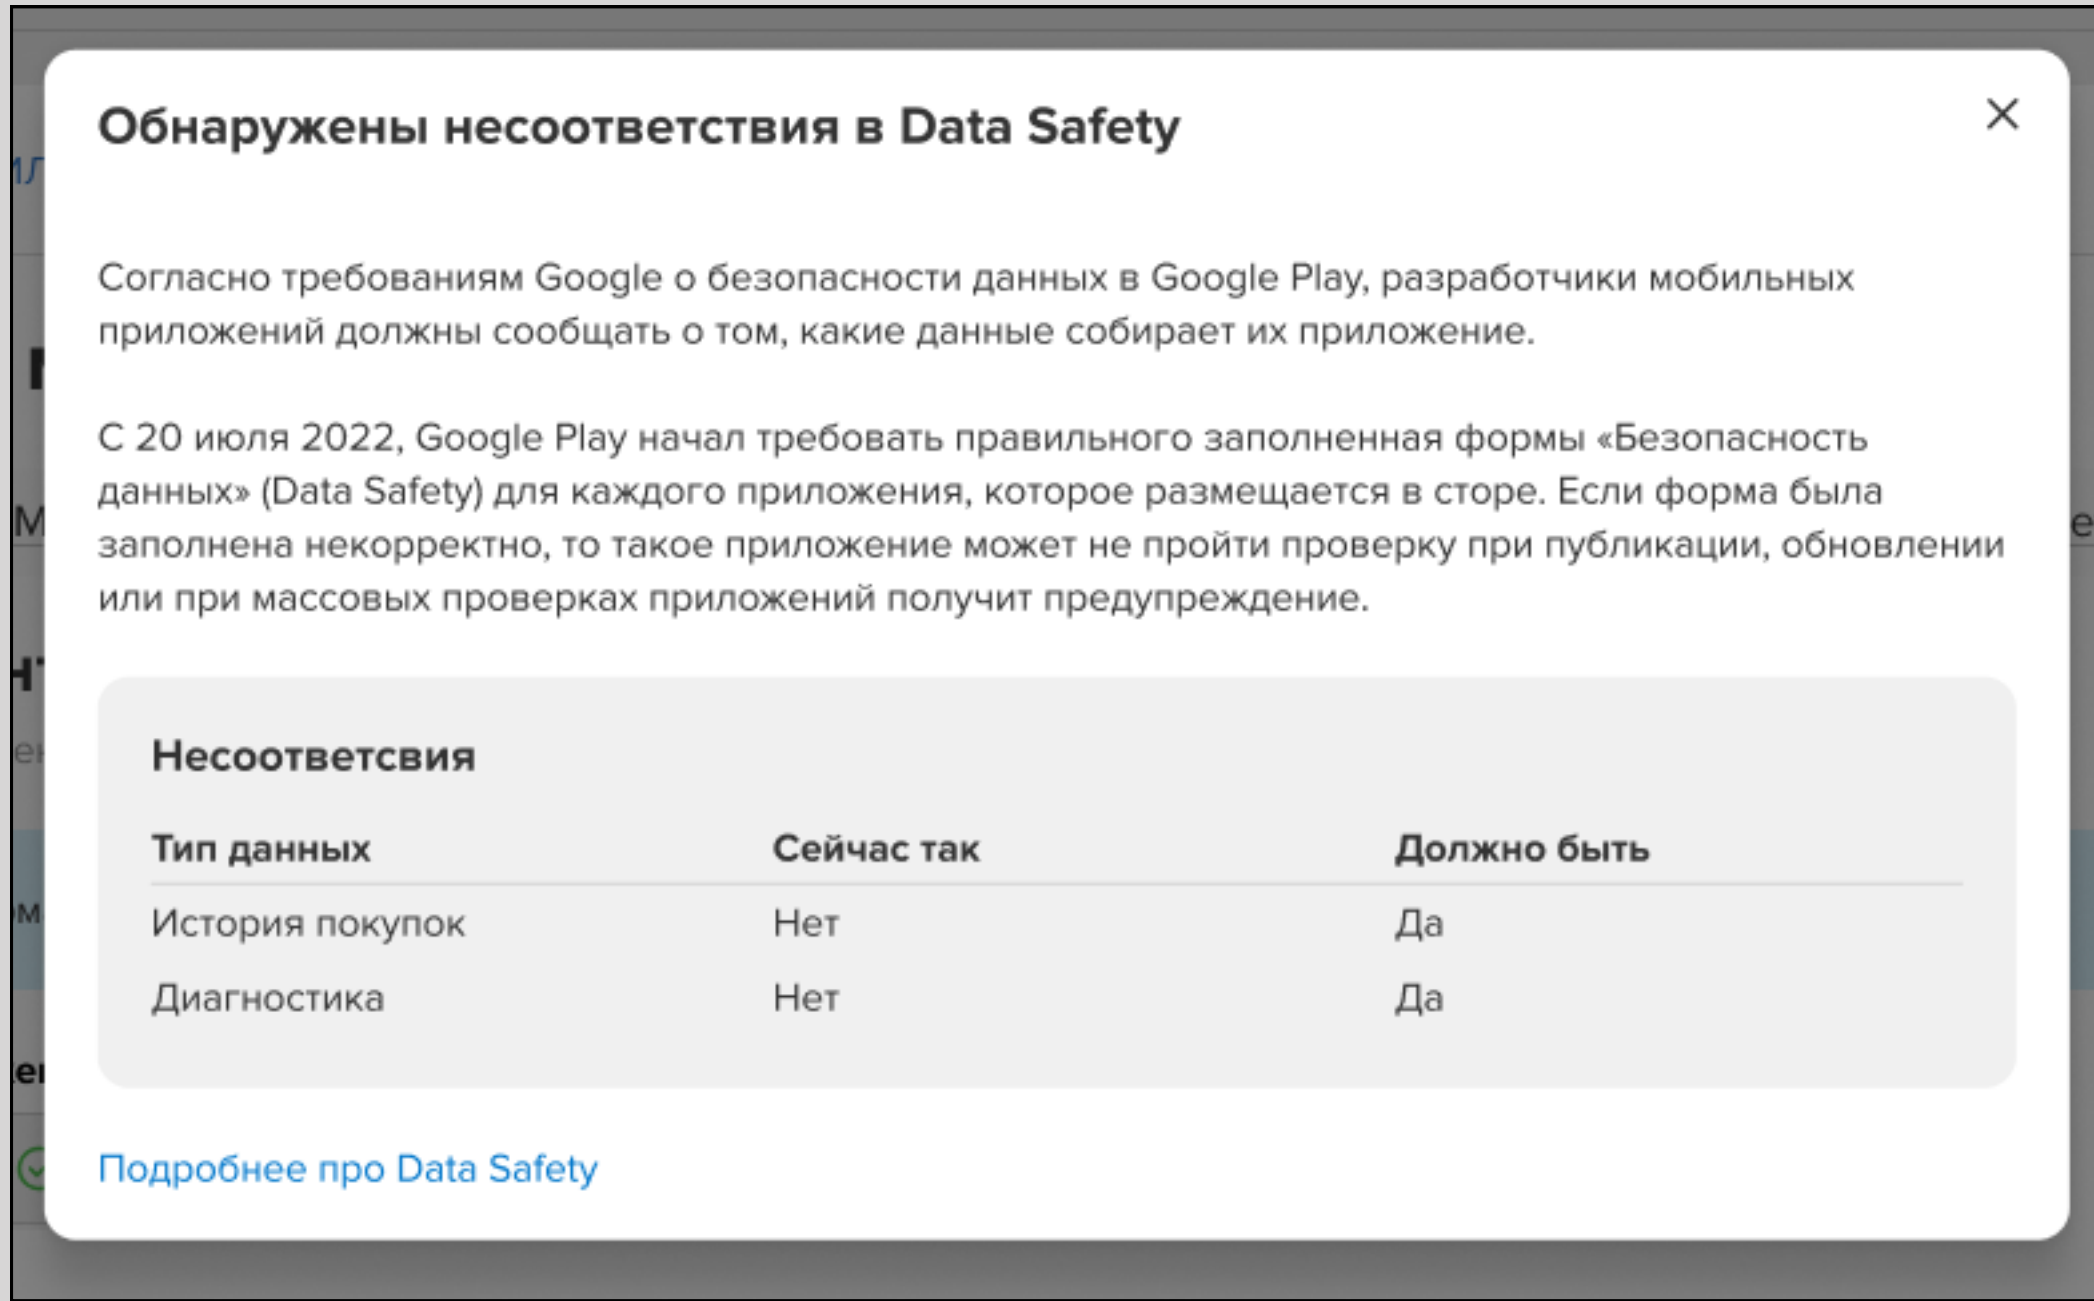 Обнаружены несоответствия в Data Safety
Согласно требованиям Google о безопасности данных в Google Play, разработчики мобильных
приложений должны сообщать о том, какие данные собирает их приложение.
С 20 июля 2022, Google Play начал требовать правильного заполненная формы «Безопасность
данных» (Data Safety) для каждого приложения, которое размещается в сторе. Если форма была
заполнена некорректно, то такое приложение может не пройти проверку при публикации, обновлении
или при массовых проверках приложений получит предупреждение.
Несоответсвия
Тип данных Сейчас так Должно быть
История покупок Нет Да
Диагностика Нет Да
Подробнее про Data Safety